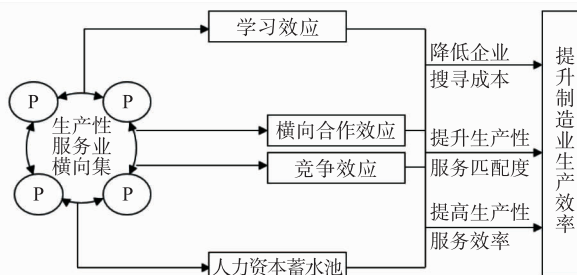 学习效应
降低企业
搜寻成本
P
P
生产性
服务业
横向集
横向合作效应
提升生产性
竞争效应
服务匹配度
P
P
提高生产性
服务效率
人力资本蓄水池
提升制造业生产效率